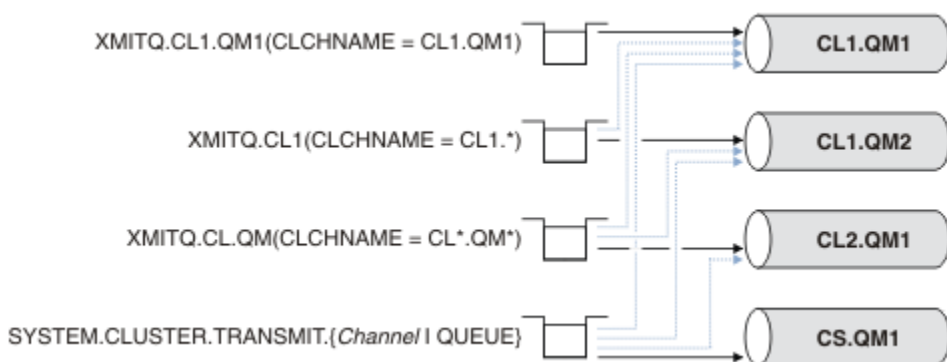 XMITQ.CL1.QM1(CLCHNAME = CL1.QM1) CL1.QM1
XMITQ.CL1(CLCHNAME = CL1.*) CL1.QM2
XMITQ.CL.QM(CLCHNAME = CL*.QM*) CL2.QM1
SYSTEM.CLUSTER.TRANSMIT.{Channel I QUEUE} CS.QM1